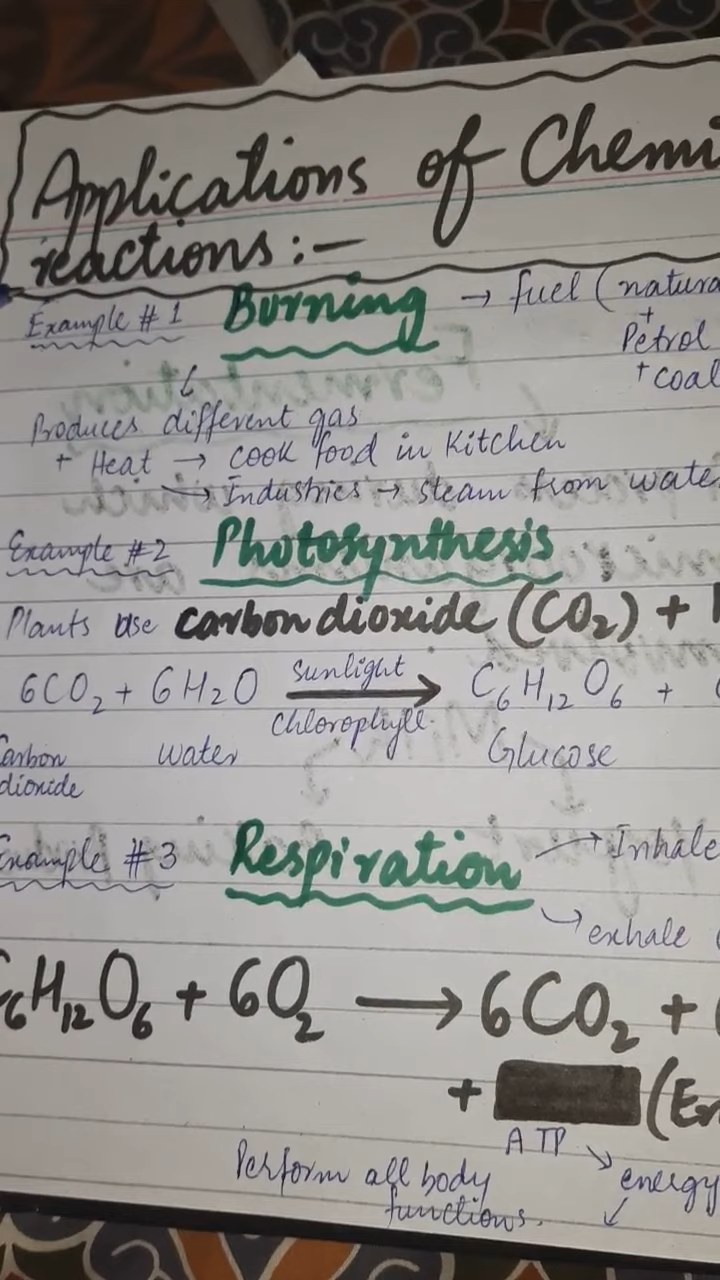 Applications of Chemi
reactions:-
Example #1 Burning → fuel (natura
+
Petrol
+ coal
Produces different gas
+ Heat → cook food in Kitchen
→ Industries → steam from wate
Example #2 Photosynthesis
Plants use carbon dioxide (CO₂) +
6CO₂ + 6H₂O sunlight → C₆H₁₂O₆ +
chlorophyll
Carbon dioxide water Glucose
Example #3 Respiration → Inhale
→ exhale
C₆H₁₂O₆ + 6O₂ → 6CO₂ +
+ (En
ATP → energy
Perform all body
functions.